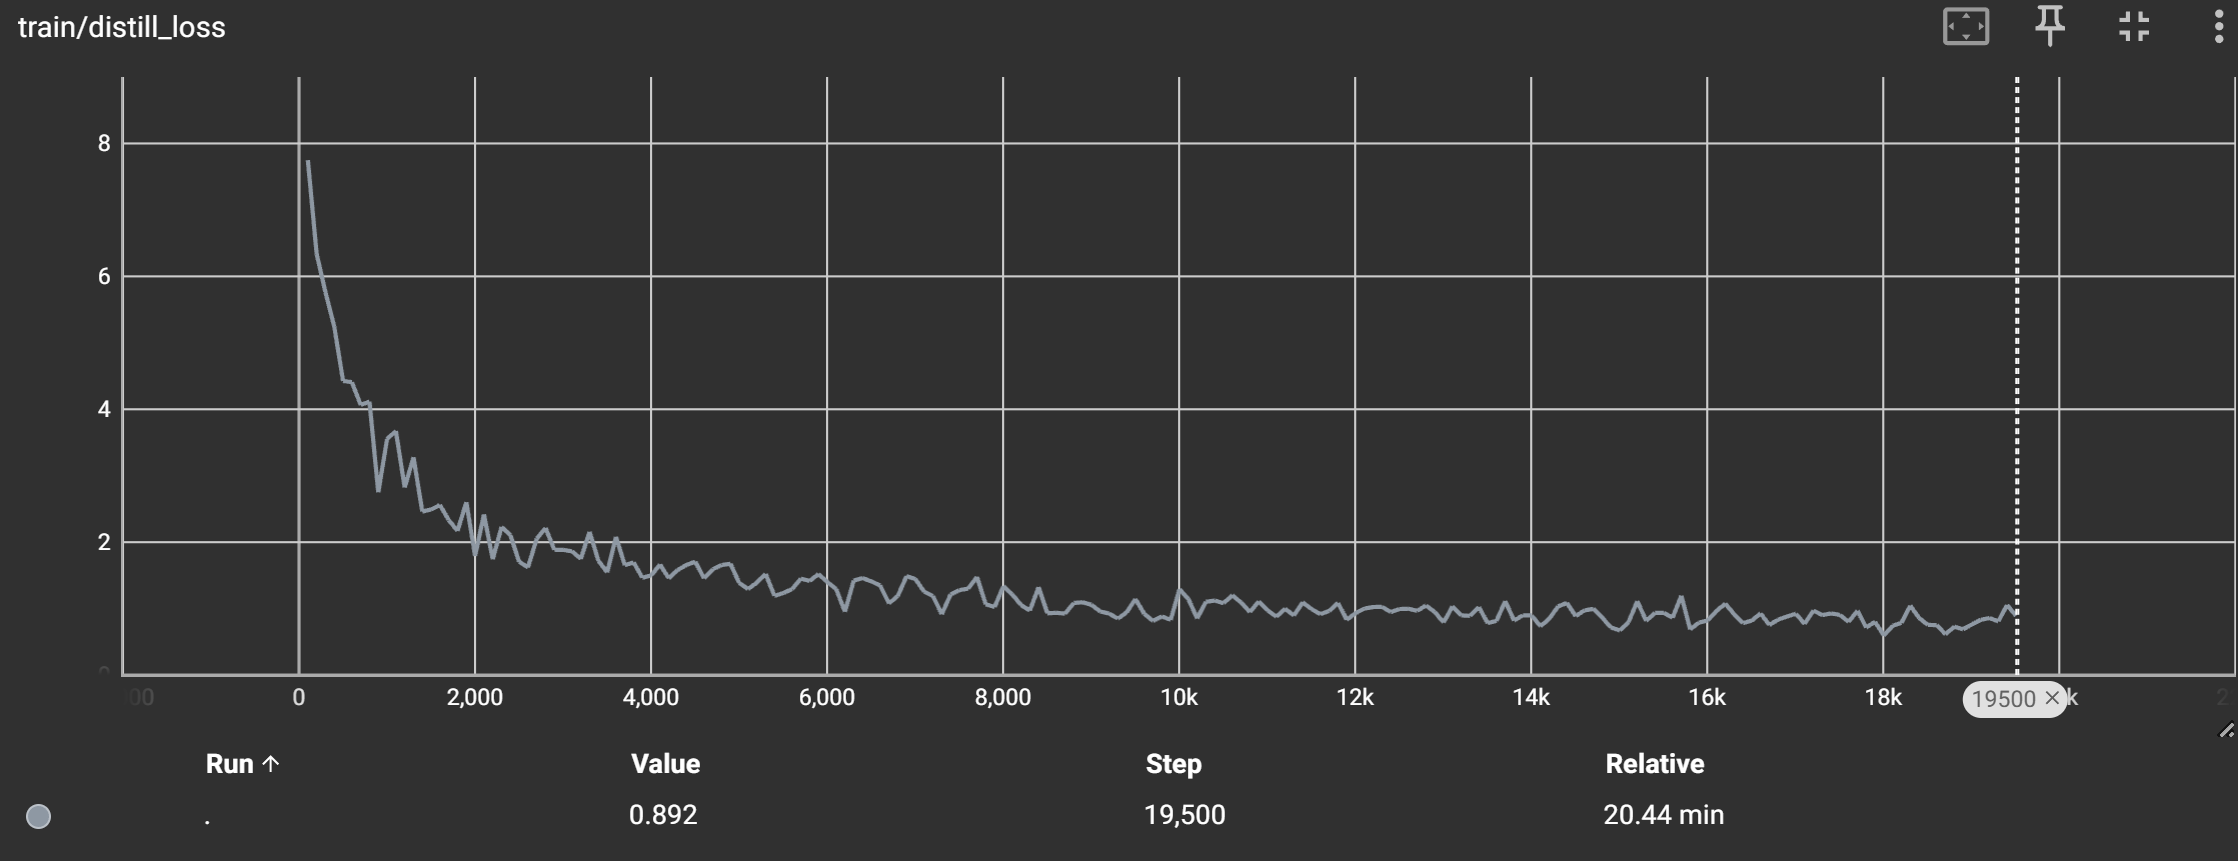 train/distill_loss
8
6
4
2
0 2,000 4,000 6,000 8,000 10k 12k 14k 16k 18k 19500 × k
Run ↑ Value Step Relative
. 0.892 19,500 20.44 min